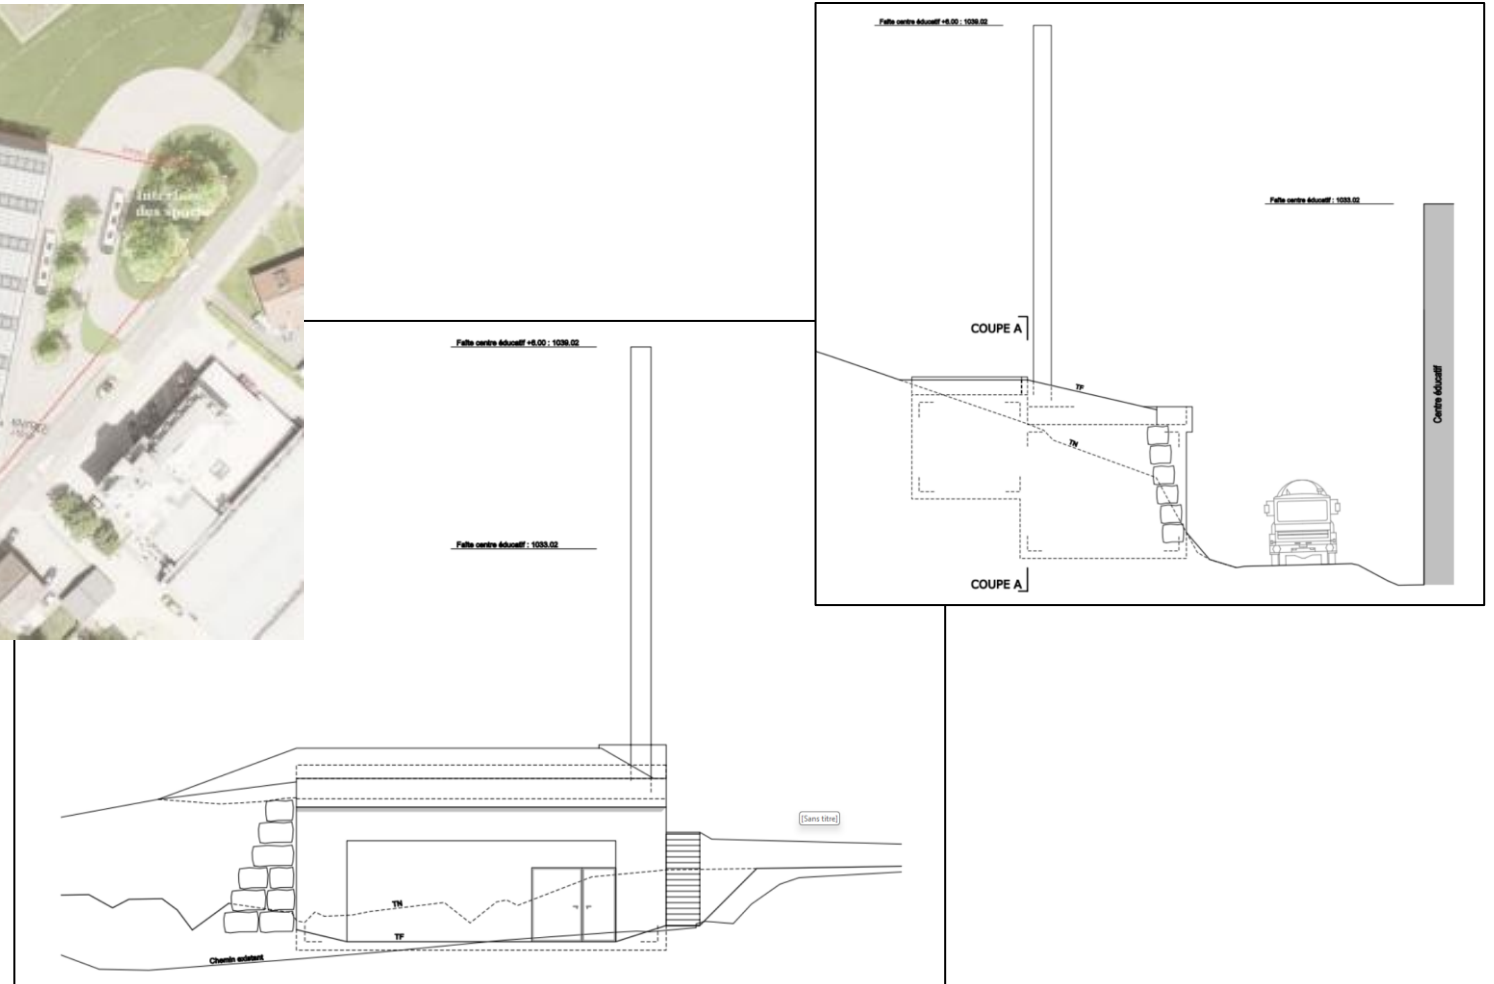 Faîte centre éducatif +6.00 : 1039.02
Faîte centre éducatif : 1033.02
COUPE A
TF
TN
COUPE A
Centre éducatif
Interface
des sports
Faîte centre éducatif +6.00 : 1039.02
Faîte centre éducatif : 1033.02
[Sans titre]
TN
TF
Chemin existant